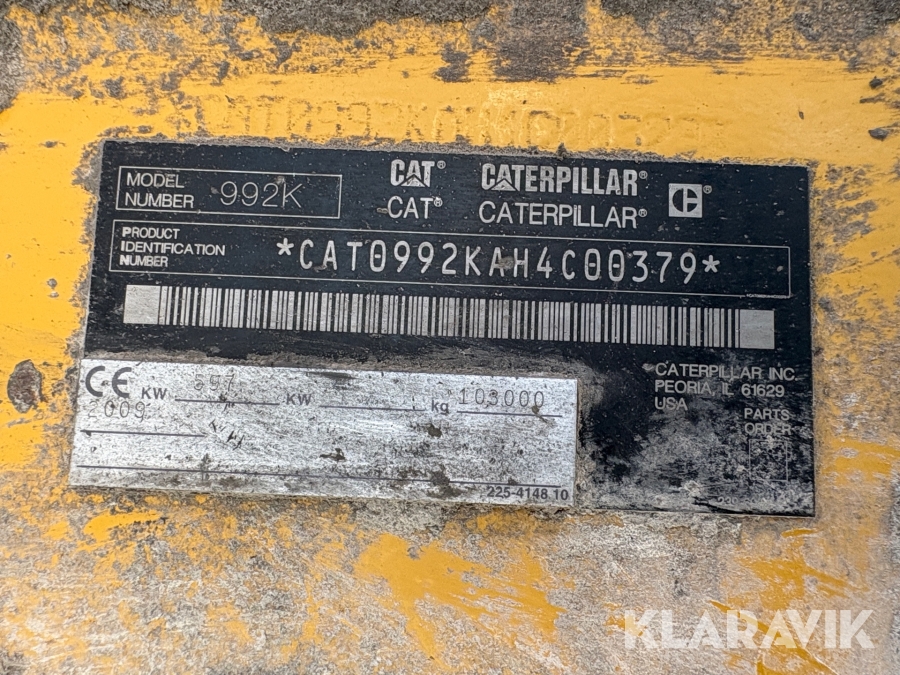 MODEL NUMBER 992K
CAT® CATERPILLAR®
CAT® CATERPILLAR®
PRODUCT IDENTIFICATION NUMBER *CAT0992KAH4C00379*
CATERPILLAR INC.
PEORIA, IL 61629
USA
PARTS ORDER
CE KW 597 KW kg 103000
2009
225-4148 10
KLARAVIK